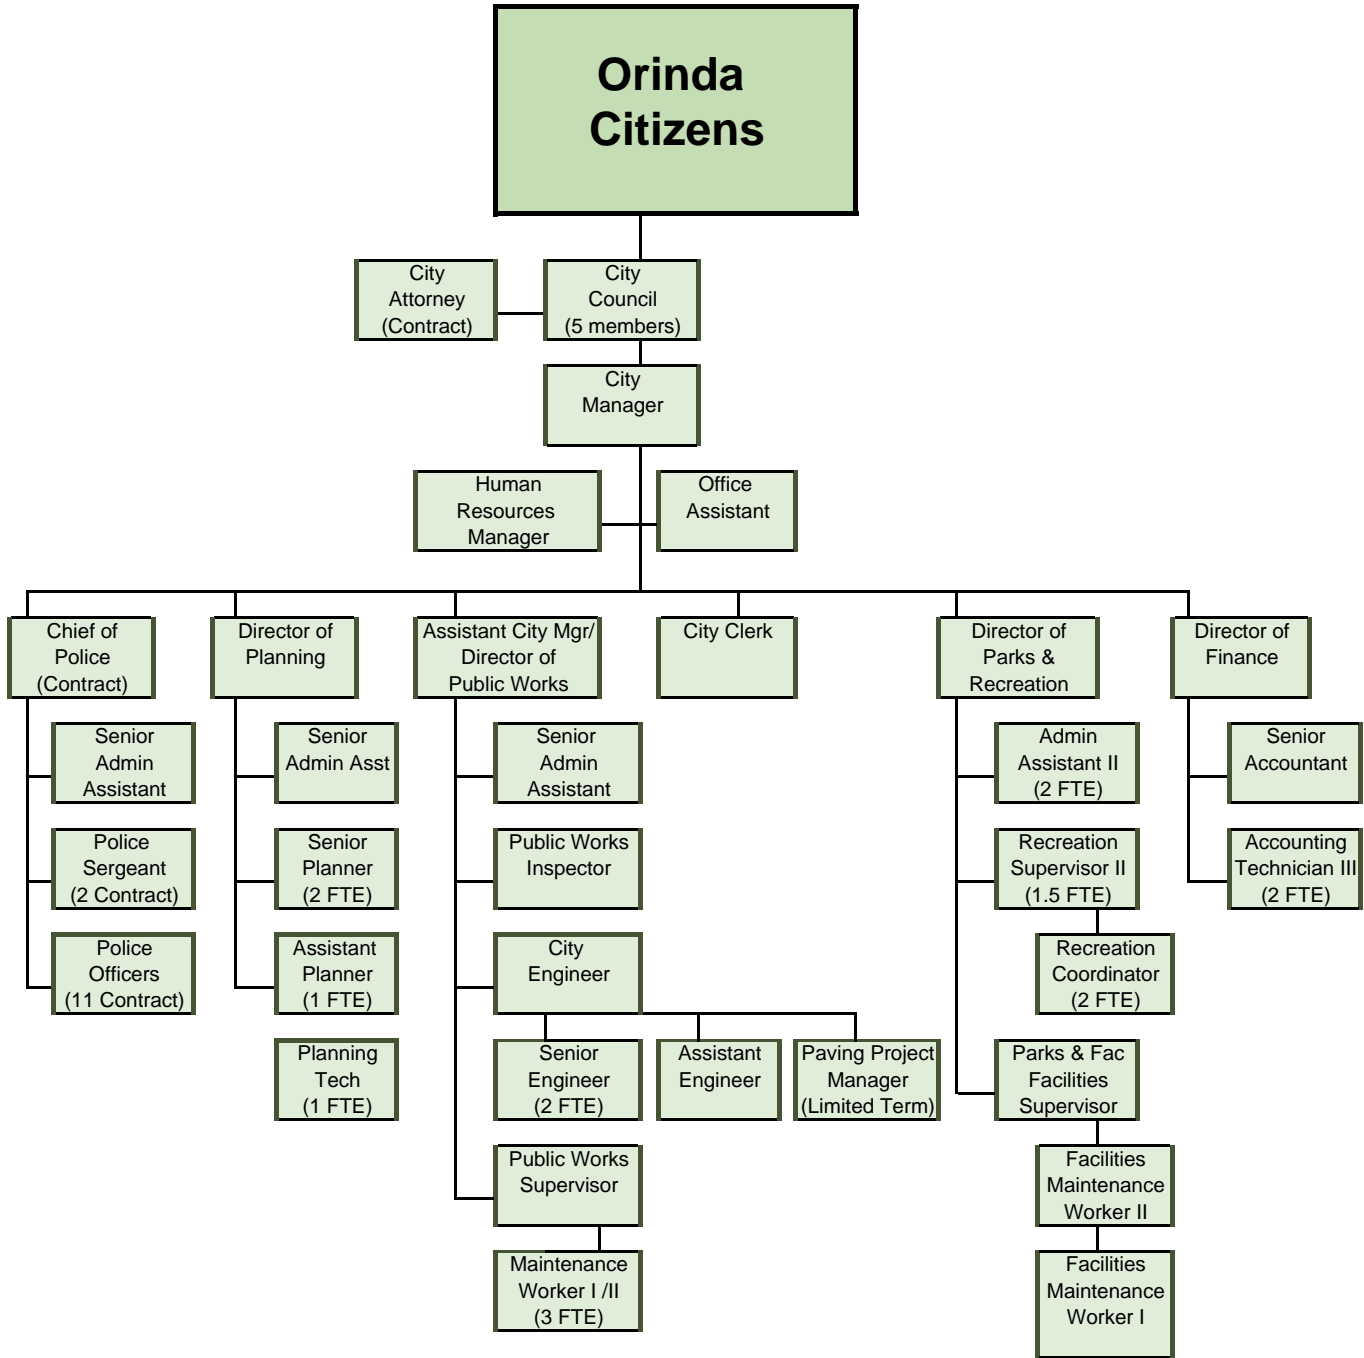 Orinda
Citizens
City
Attorney
(Contract)
City
Council
(5 members)
City
Manager
Human
Resources
Manager
Office
Assistant
Chief of
Police
(Contract)
Director of
Planning
Assistant City Mgr/
Director of
Public Works
City Clerk
Director of
Parks &
Recreation
Director of
Finance
Senior
Admin
Assistant
Senior
Admin Asst
Senior
Admin
Assistant
Admin
Assistant II
(2 FTE)
Senior
Accountant
Police
Sergeant
(2 Contract)
Senior
Planner
(2 FTE)
Public Works
Inspector
Recreation
Supervisor II
(1.5 FTE)
Accounting
Technician III
(2 FTE)
Police
Officers
(11 Contract)
Assistant
Planner
(1 FTE)
City
Engineer
Recreation
Coordinator
(2 FTE)
Planning
Tech
(1 FTE)
Senior
Engineer
(2 FTE)
Assistant
Engineer
Paving Project
Manager
(Limited Term)
Parks & Fac
Facilities
Supervisor
Public Works
Supervisor
Facilities
Maintenance
Worker II
Maintenance
Worker I /II
(3 FTE)
Facilities
Maintenance
Worker I